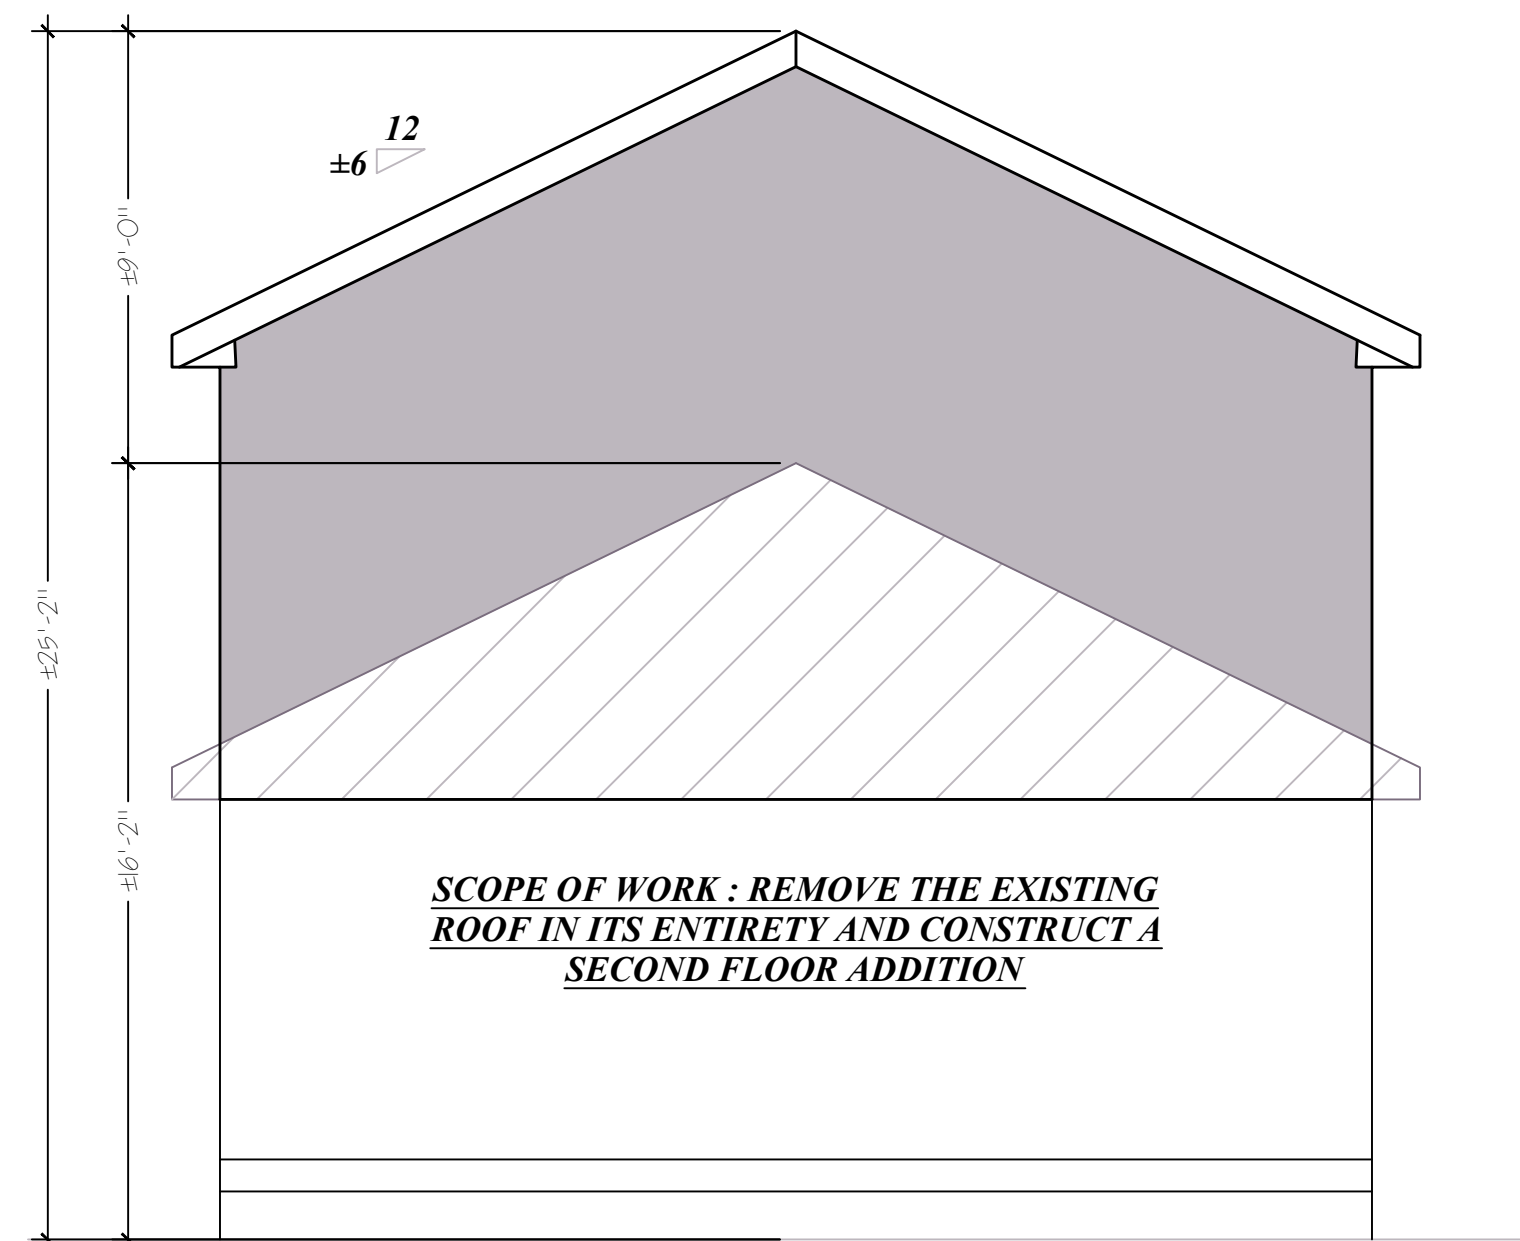 12
±6
±9'-0"
±25'-2"
±16'-2"
SCOPE OF WORK : REMOVE THE EXISTING
ROOF IN ITS ENTIRETY AND CONSTRUCT A
SECOND FLOOR ADDITION